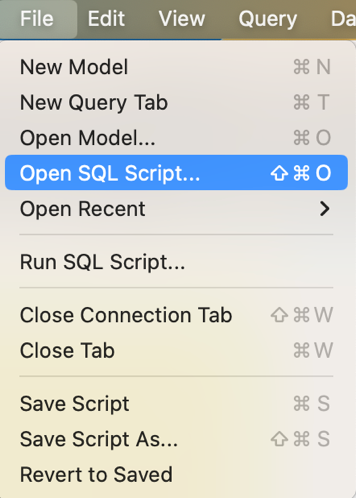 File Edit View Query Da
New Model ⌘ N
New Query Tab ⌘ T
Open Model... ⌘ O
Open SQL Script... ⇧ ⌘ O
Open Recent >
Run SQL Script...
Close Connection Tab ⇧ ⌘ W
Close Tab ⌘ W
Save Script ⌘ S
Save Script As... ⇧ ⌘ S
Revert to Saved